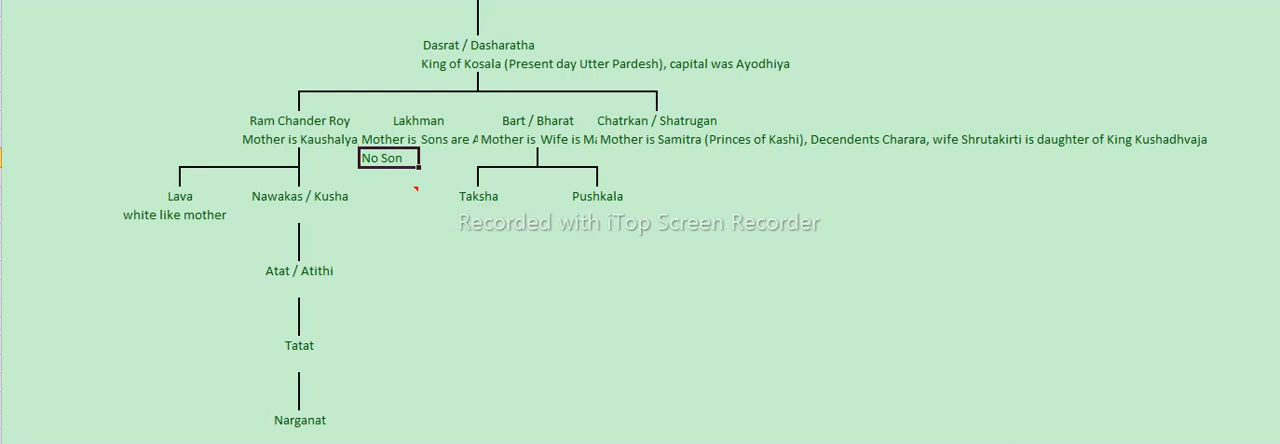 Dasrat / Dasharatha
King of Kosala (Present day Utter Pardesh), capital was Ayodhiya
Ram Chander Roy Lakhman Bart / Bharat Chatrkan / Shatrugan
Mother is Kaushalya Mother is Sons are Mother is Wife is Mother is Samitra (Princes of Kashi), Decendents Charara, wife Shrutakirti is daughter of King Kushadhvaja
No Son
Lava Nawakas / Kusha Taksha Pushkala
white like mother
Recorded with iTop Screen Recorder
Atat / Atithi
Tatat
Narganat